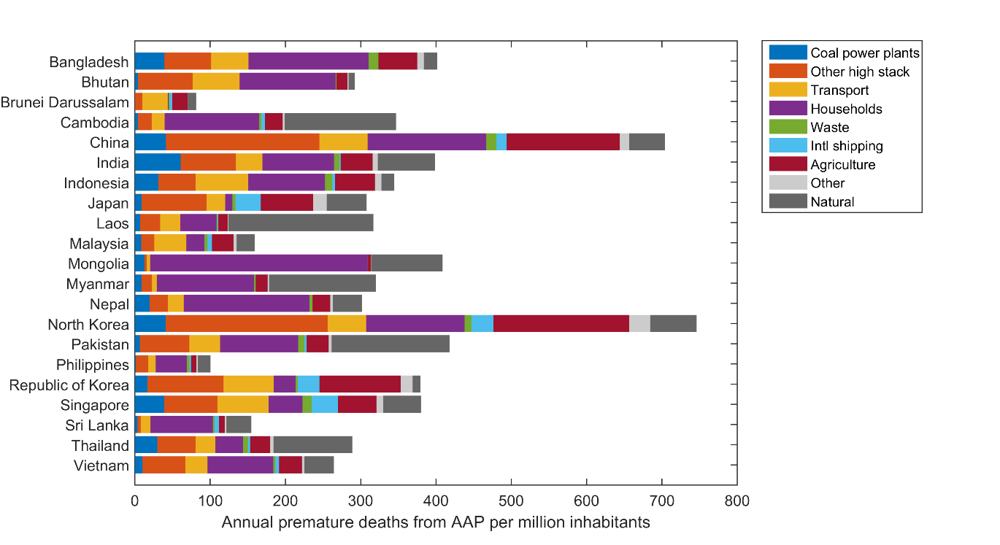 Bangladesh
Bhutan
Brunei Darussalam
Cambodia
China
India
Indonesia
Japan
Laos
Malaysia
Mongolia
Myanmar
Nepal
North Korea
Pakistan
Philippines
Republic of Korea
Singapore
Sri Lanka
Thailand
Vietnam
0 100 200 300 400 500 600 700 800
Annual premature deaths from AAP per million inhabitants
Coal power plants
Other high stack
Transport
Households
Waste
Intl shipping
Agriculture
Other
Natural